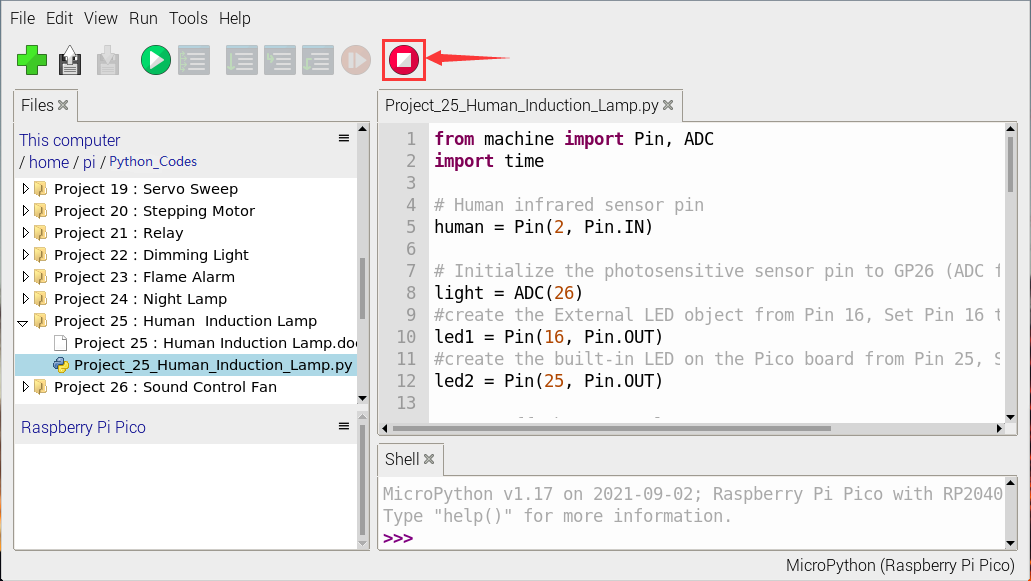 File Edit View Run Tools Help
Files
This computer
/ home / pi / Python_Codes
Project 19 : Servo Sweep
Project 20 : Stepping Motor
Project 21 : Relay
Project 22 : Dimming Light
Project 23 : Flame Alarm
Project 24 : Night Lamp
Project 25 : Human  Induction Lamp
Project 25 : Human Induction Lamp.doc
Project_25_Human_Induction_Lamp.py
Project 26 : Sound Control Fan
Raspberry Pi Pico
Project_25_Human_Induction_Lamp.py
1 from machine import Pin, ADC
2 import time
3
4 # Human infrared sensor pin
5 human = Pin(2, Pin.IN)
6
7 # Initialize the photosensitive sensor pin to GP26 (ADC f
8 light = ADC(26)
9 #create the External LED object from Pin 16, Set Pin 16 t
10 led1 = Pin(16, Pin.OUT)
11 #create the built-in LED on the Pico board from Pin 25, S
12 led2 = Pin(25, Pin.OUT)
13
Shell
MicroPython v1.17 on 2021-09-02; Raspberry Pi Pico with RP2040
Type "help()" for more information.
>>>
MicroPython (Raspberry Pi Pico)